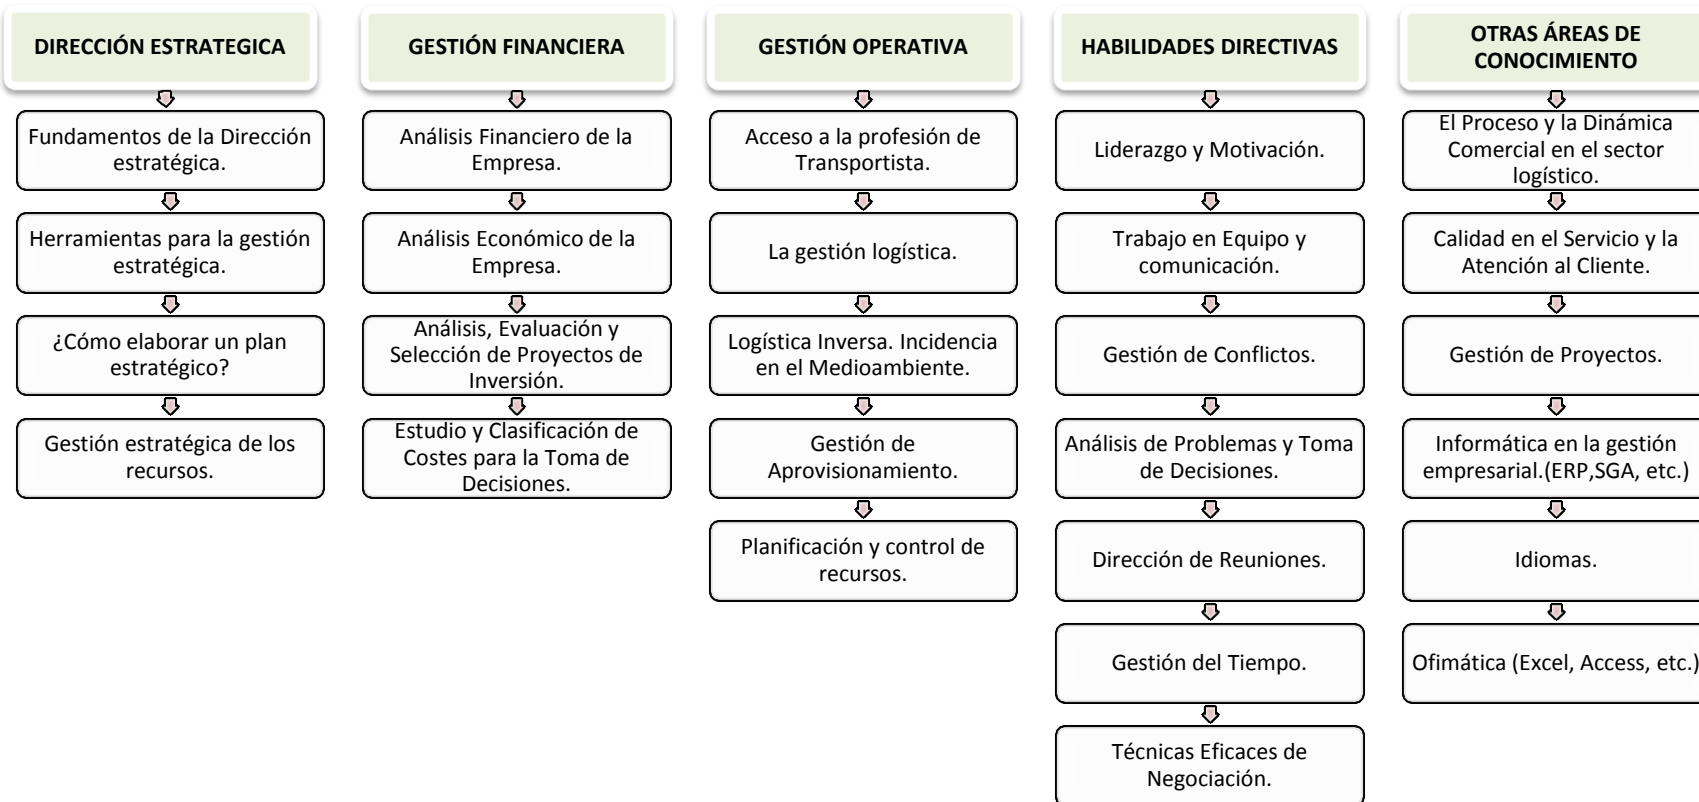 DIRECCIÓN ESTRATEGICA
Fundamentos de la Dirección
estratégica.
Herramientas para la gestión
estratégica.
¿Cómo elaborar un plan
estratégico?
Gestión estratégica de los
recursos.
GESTIÓN FINANCIERA
Análisis Financiero de la
Empresa.
Análisis Económico de la
Empresa.
Análisis, Evaluación y
Selección de Proyectos de
Inversión.
Estudio y Clasificación de
Costes para la Toma de
Decisiones.
GESTIÓN OPERATIVA
Acceso a la profesión de
Transportista.
La gestión logística.
Logística Inversa. Incidencia
en el Medioambiente.
Gestión de
Aprovisionamiento.
Planificación y control de
recursos.
HABILIDADES DIRECTIVAS
Liderazgo y Motivación.
Trabajo en Equipo y
comunicación.
Gestión de Conflictos.
Análisis de Problemas y Toma
de Decisiones.
Dirección de Reuniones.
Gestión del Tiempo.
Técnicas Eficaces de
Negociación.
OTRAS ÁREAS DE
CONOCIMIENTO
El Proceso y la Dinámica
Comercial en el sector
logístico.
Calidad en el Servicio y la
Atención al Cliente.
Gestión de Proyectos.
Informática en la gestión
empresarial.(ERP,SGA, etc.)
Idiomas.
Ofimática (Excel, Access, etc.)